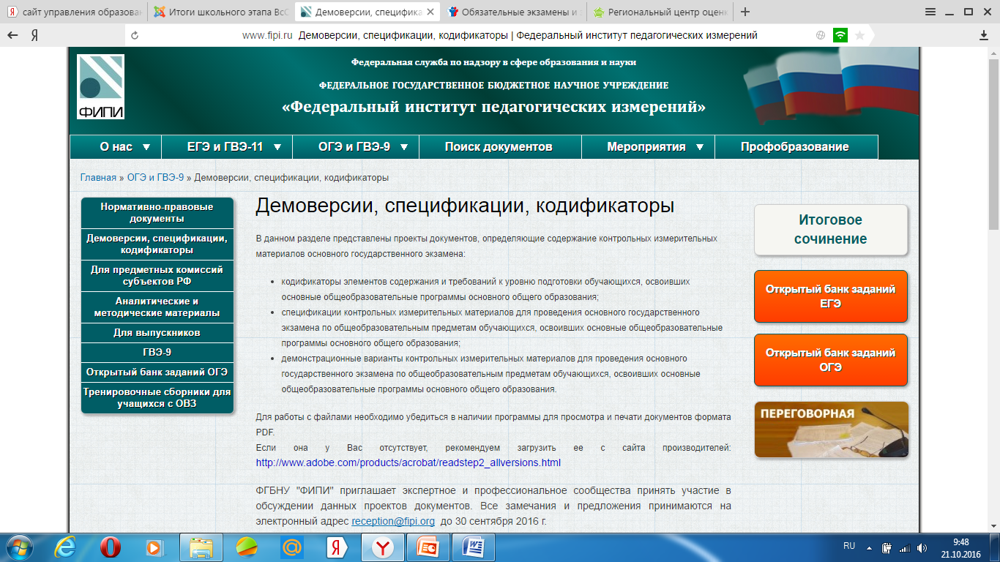 сайт управления образован
Итоги школьного этапа ВсС
Демоверсии, специфика
Обязательные экзамены и з
Региональный центр оценк
www.fipi.ru Демоверсии, спецификации, кодификаторы | Федеральный институт педагогических измерений
Федеральная служба по надзору в сфере образования и науки
ФЕДЕРАЛЬНОЕ ГОСУДАРСТВЕННОЕ БЮДЖЕТНОЕ НАУЧНОЕ УЧРЕЖДЕНИЕ
«Федеральный институт педагогических измерений»
ФИПИ
О нас
ЕГЭ и ГВЭ-11
ОГЭ и ГВЭ-9
Поиск документов
Мероприятия
Профобразование
Главная » ОГЭ и ГВЭ-9 » Демоверсии, спецификации, кодификаторы
Нормативно-правовые
документы
Демоверсии, спецификации,
кодификаторы
Для предметных комиссий
субъектов РФ
Аналитические и
методические материалы
Для выпускников
ГВЭ-9
Открытый банк заданий ОГЭ
Тренировочные сборники для
учащихся с ОВЗ
Демоверсии, спецификации, кодификаторы
В данном разделе представлены проекты документов, определяющие содержание контрольных измерительных
материалов основного государственного экзамена:
• кодификаторы элементов содержания и требований к уровню подготовки обучающихся, освоивших
основные общеобразовательные программы основного общего образования;
• спецификации контрольных измерительных материалов для проведения основного государственного
экзамена по общеобразовательным предметам обучающихся, освоивших основные общеобразовательные
программы основного общего образования;
• демонстрационные варианты контрольных измерительных материалов для проведения основного
государственного экзамена по общеобразовательным предметам обучающихся, освоивших основные
общеобразовательные программы основного общего образования.
Для работы с файлами необходимо убедиться в наличии программы для просмотра и печати документов формата
PDF.
Если она у Вас отсутствует, рекомендуем загрузить ее с сайта производителей:
http://www.adobe.com/products/acrobat/readstep2_allversions.html
ФГБНУ "ФИПИ" приглашает экспертное и профессиональное сообщества принять участие в
обсуждении данных проектов документов. Все замечания и предложения принимаются на
электронный адрес reception@fipi.org до 30 сентября 2016 г.
Итоговое
сочинение
Открытый банк заданий
ЕГЭ
Открытый банк заданий
ОГЭ
ПЕРЕГОВОРНАЯ
RU
9:48
21.10.2016